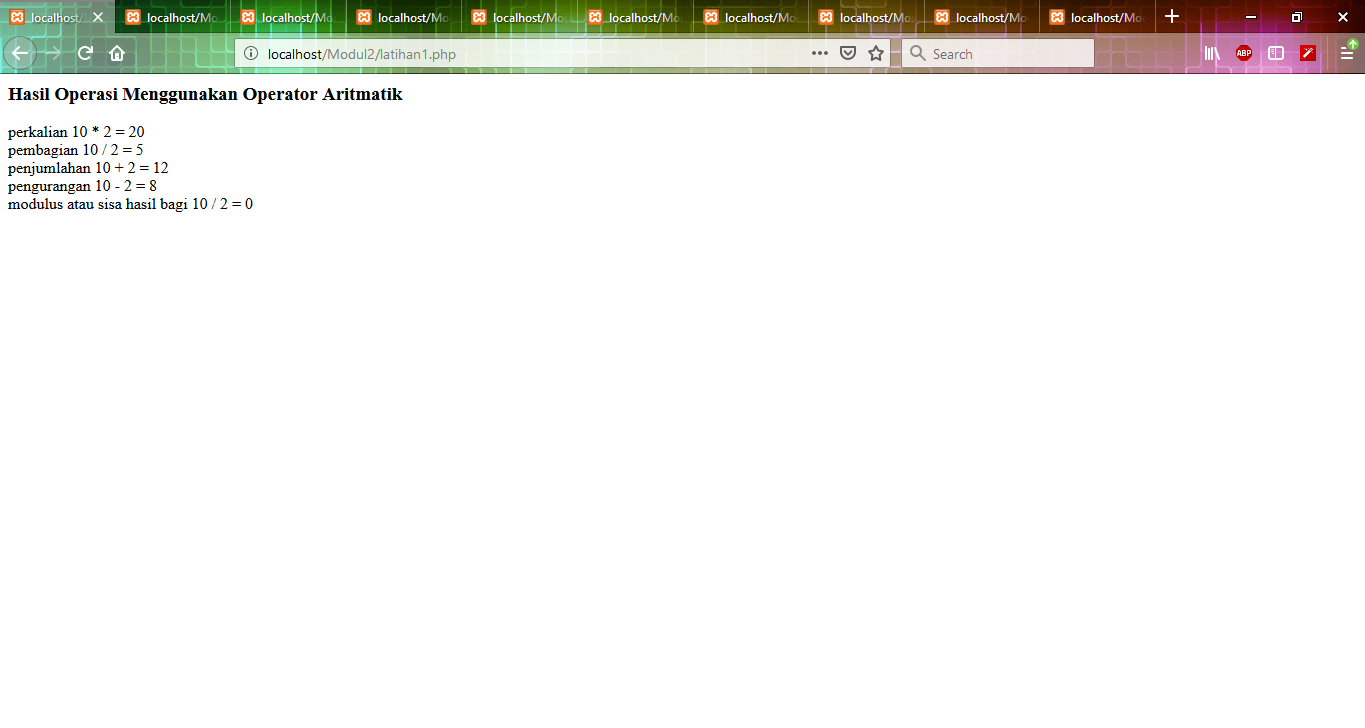 localhost/ localhost/Mo localhost/Mo localhost/Mo localhost/Mo localhost/Mo localhost/Mo localhost/Mo localhost/Mo localhost/Mo
localhost/Modul2/latihan1.php Search ABP
Hasil Operasi Menggunakan Operator Aritmatik
perkalian 10 * 2 = 20
pembagian 10 / 2 = 5
penjumlahan 10 + 2 = 12
pengurangan 10 - 2 = 8
modulus atau sisa hasil bagi 10 / 2 = 0